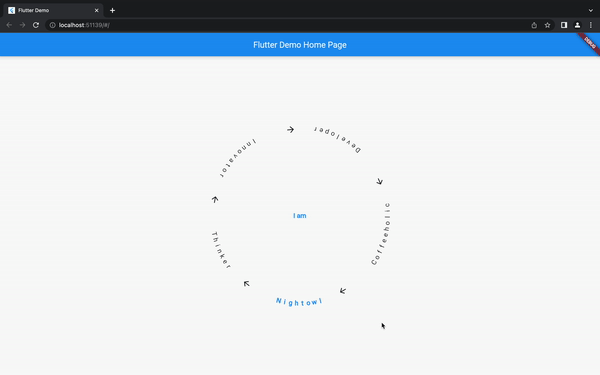 Flutter Demo
localhost:51139/#/
Flutter Demo Home Page
DEBUG
Developer
Innovator
Coffeeholic
I am
Thinker
Nightowl